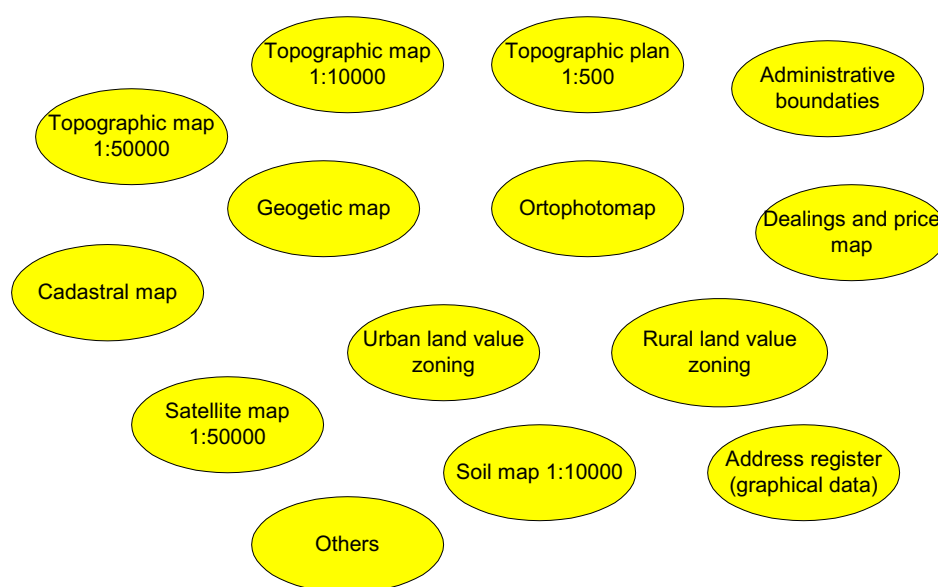 Topographic map
1:10000
Topographic plan
1:500
Administrative
boundaties
Topographic map
1:50000
Geogetic map
Ortophotomap
Dealings and price
map
Cadastral map
Urban land value
zoning
Rural land value
zoning
Satellite map
1:50000
Soil map 1:10000
Address register
(graphical data)
Others